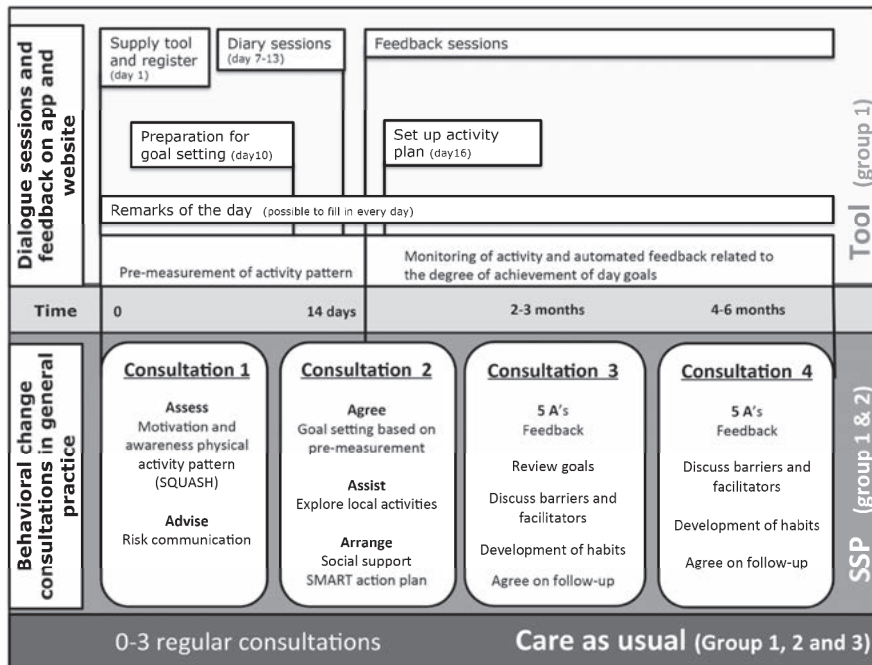 Dialogue sessions and
feedback on app and
website
Supply tool
and register
(day 1)
Diary sessions
(day 7-13)
Feedback sessions
Preparation for
goal setting (day10)
Set up activity
plan (day16)
Remarks of the day (possible to fill in every day)
Pre-measurement of activity pattern
Monitoring of activity and automated feedback related to
the degree of achievement of day goals
Tool (group 1)
Time
0
14 days
2-3 months
4-6 months
Behavioral change
consultations in general
practice
Consultation 1
Assess
Motivation and
awareness physical
activity pattern
(SQUASH)
Advise
Risk communication
Consultation 2
Agree
Goal setting based on
pre-measurement
Assist
Explore local activities
Arrange
Social support
SMART action plan
Consultation 3
5 A's
Feedback
Review goals
Discuss barriers and
facilitators
Development of habits
Agree on follow-up
Consultation 4
5 A's
Feedback
Discuss barriers and
facilitators
Development of habits
Agree on follow-up
SSP (group 1 & 2)
0-3 regular consultations
Care as usual (Group 1, 2 and 3)